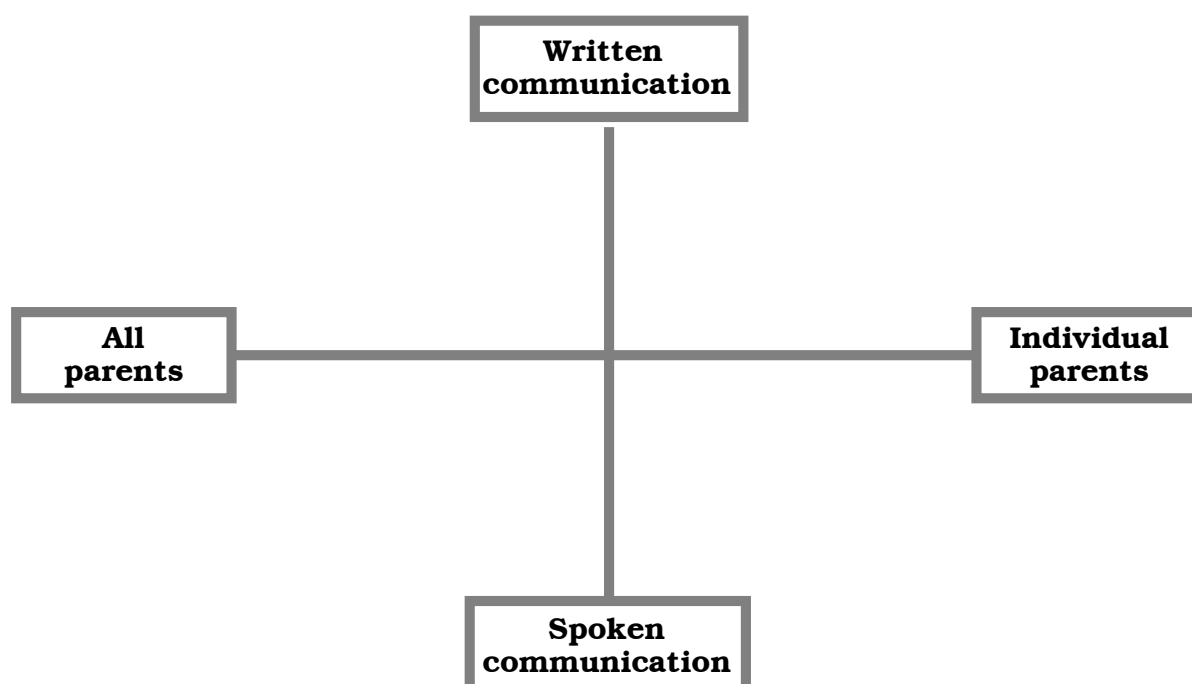 Written
communication
All
parents
Individual
parents
Spoken
communication